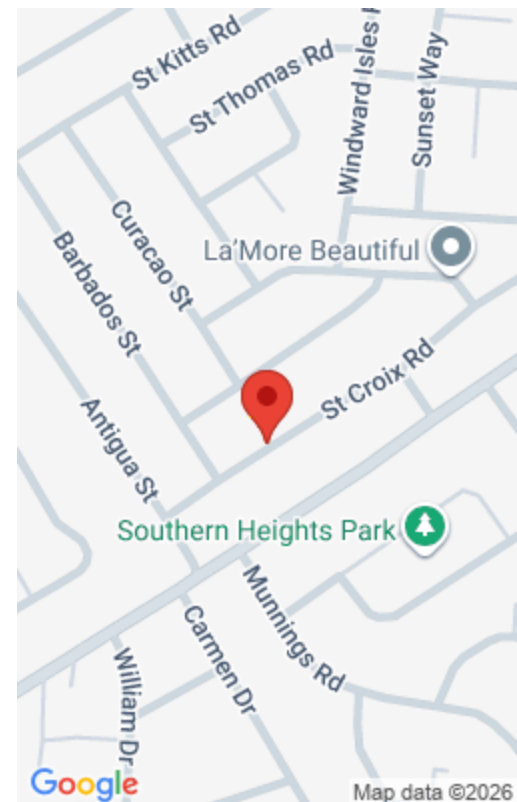 St Kitts Rd
St Thomas Rd
Windward Isles
Sunset Way
Curacao St
La'More Beautiful
Barbados St
St Croix Rd
Antigua St
Southern Heights Park
Munnings Rd
Carmen Dr
William Dr
Google
Map data ©2026